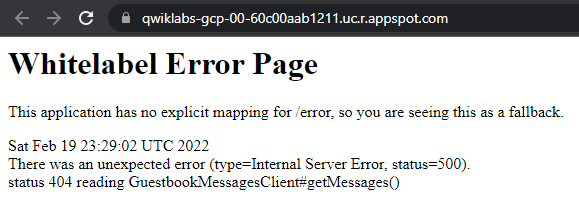 qwiklabs-gcp-00-60c00aab1211.uc.r.appspot.com
Whitelabel Error Page
This application has no explicit mapping for /error, so you are seeing this as a fallback.
Sat Feb 19 23:29:02 UTC 2022
There was an unexpected error (type=Internal Server Error, status=500).
status 404 reading GuestbookMessagesClient#getMessages()